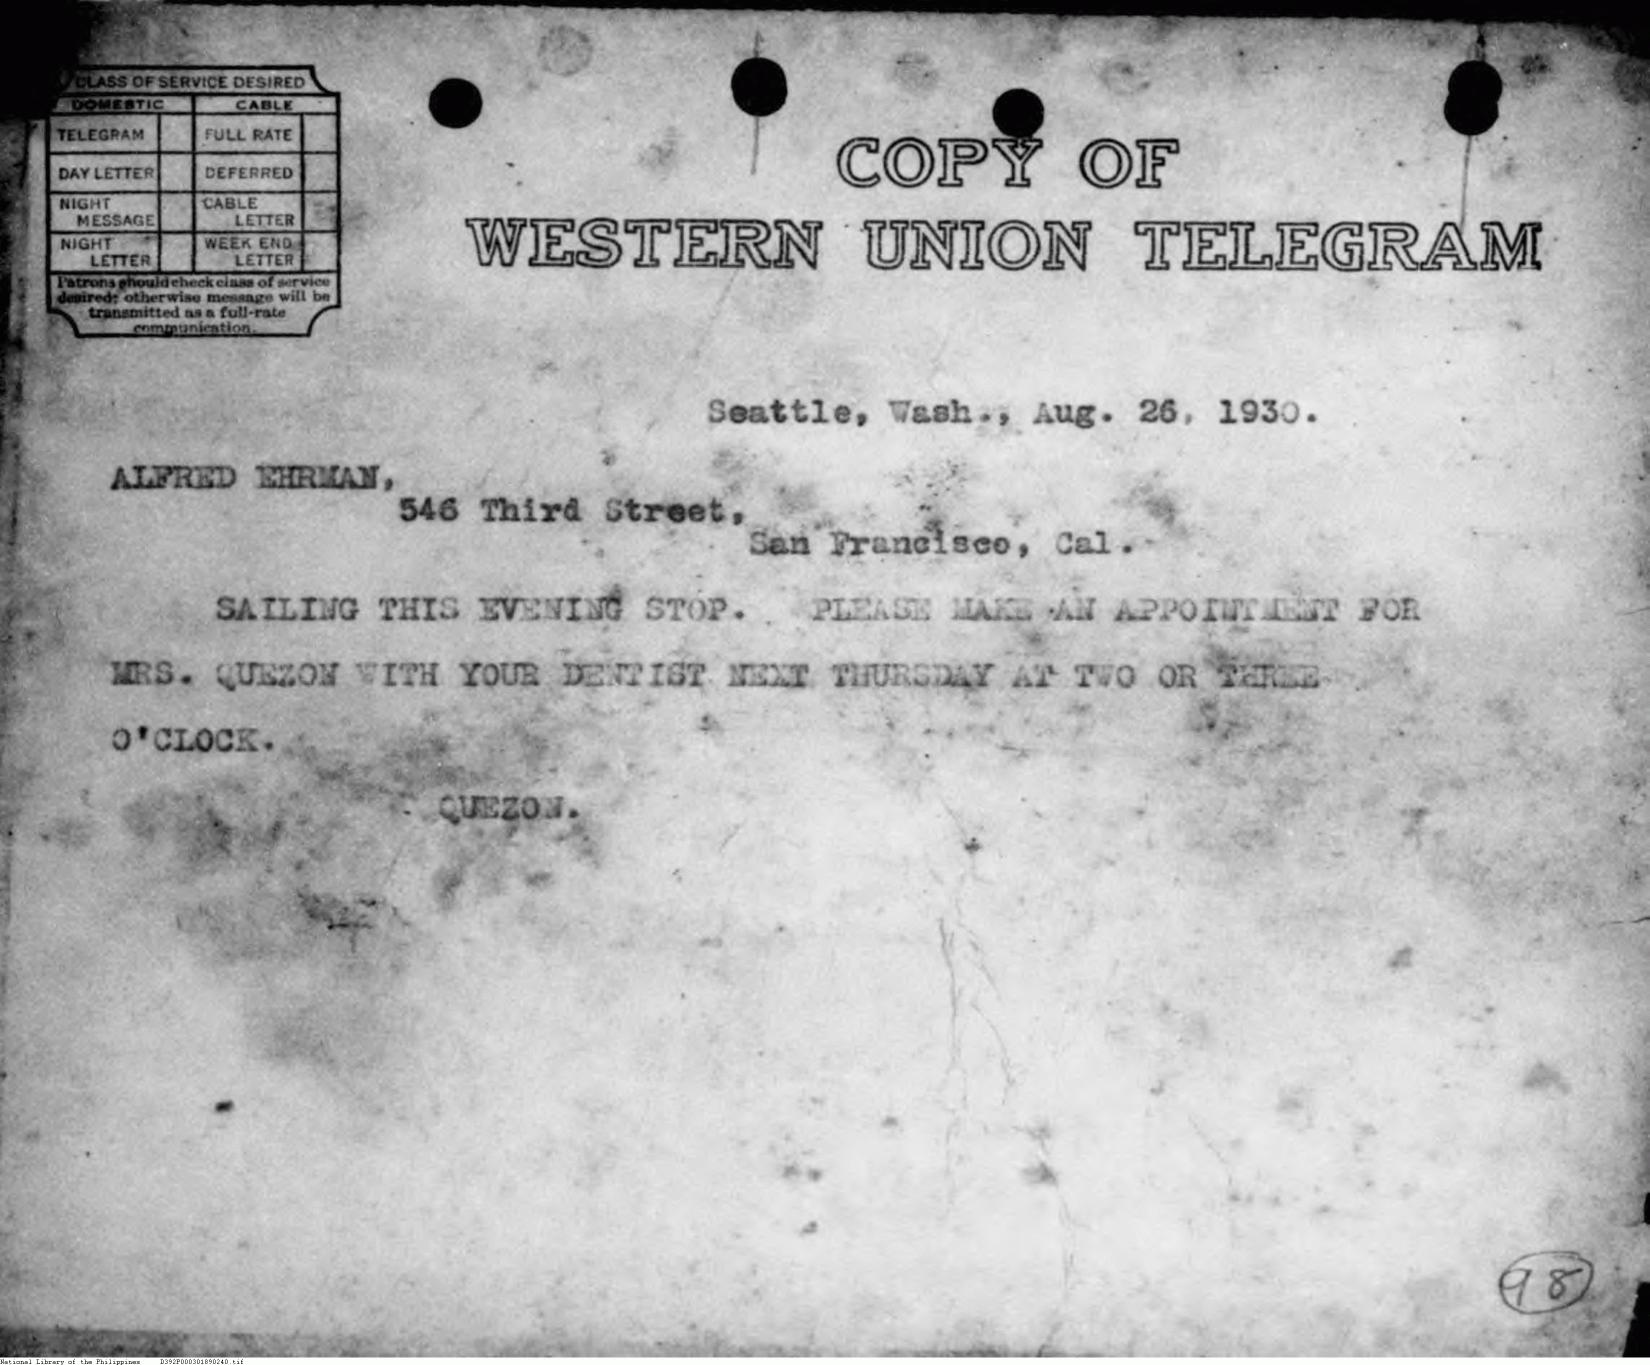 CLASS OF SERVICE DESIRED
DOMESTIC CABLE
TELEGRAM FULL RATE
DAY LETTER DEFERRED
NIGHT MESSAGE CABLE LETTER
NIGHT LETTER WEEK END LETTER
Patrons should check class of service
desired; otherwise message will be
transmitted as a full-rate
communication.
COPY OF
WESTERN UNION TELEGRAM
Seattle, Wash., Aug. 26, 1930.
ALFRED EHRMAN,
546 Third Street,
San Francisco, Cal.
SAILING THIS EVENING STOP. PLEASE MAKE AN APPOINTMENT FOR
MRS. QUEZON WITH YOUR DENTIST NEXT THURSDAY AT TWO OR THREE
O'CLOCK.
QUEZON.
98
National Library of the Philippines D392P000301890240.tif